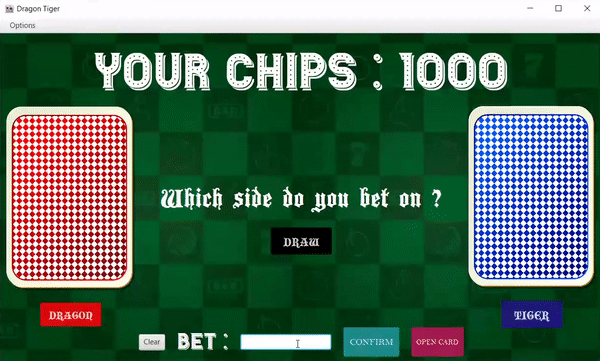 Dragon Tiger
Options
YOUR CHIPS : 1000
Which side do you bet on ?
DRAW
DRAGON
TIGER
Clear
BET :
CONFIRM
OPEN CARD